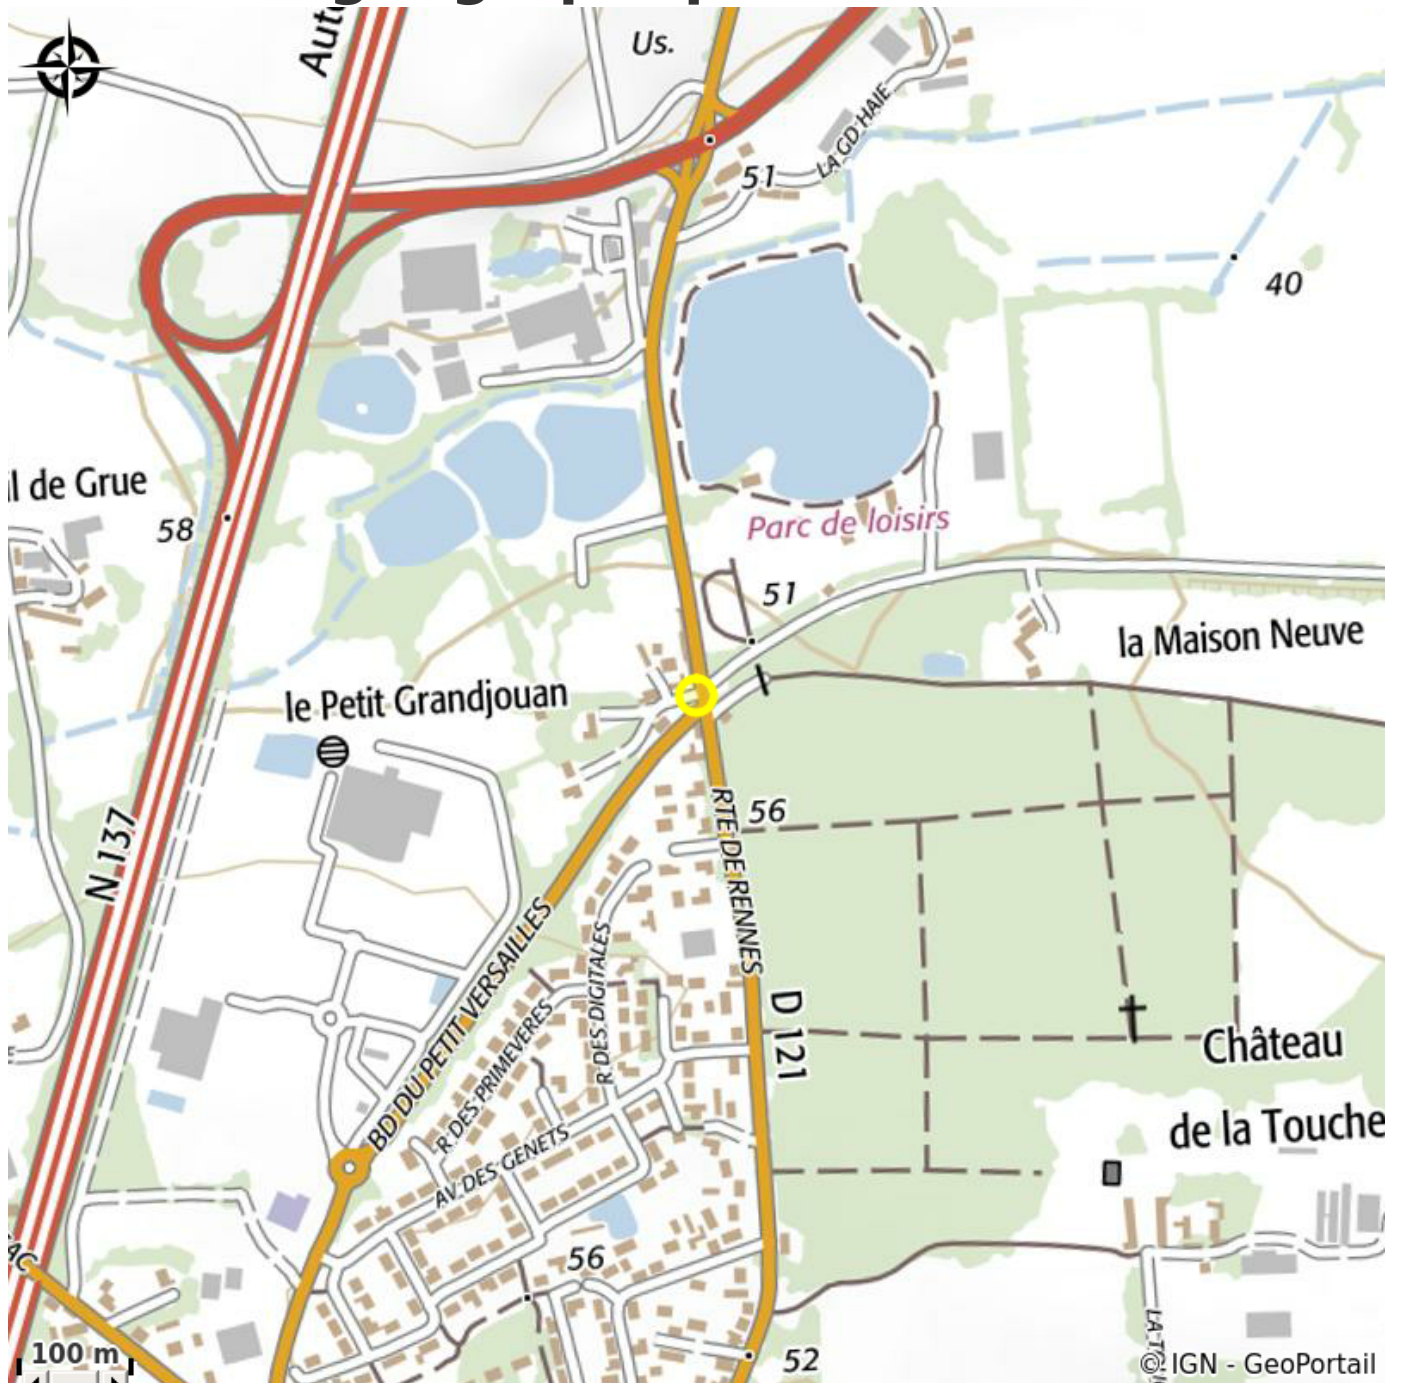 Us.
LA GD HAIE
51
40
l de Grue
58
Parc de loisirs
51
la Maison Neuve
le Petit Grandjouan
N 137
56
RTE DE RENNES
BD DU PETIT VERSAILLES
R DES DIGITALES
R DES PRIMEVERES
D 121
Château
de la Touche
AV DES GENETS
56
52
100 m
© IGN - GeoPortail